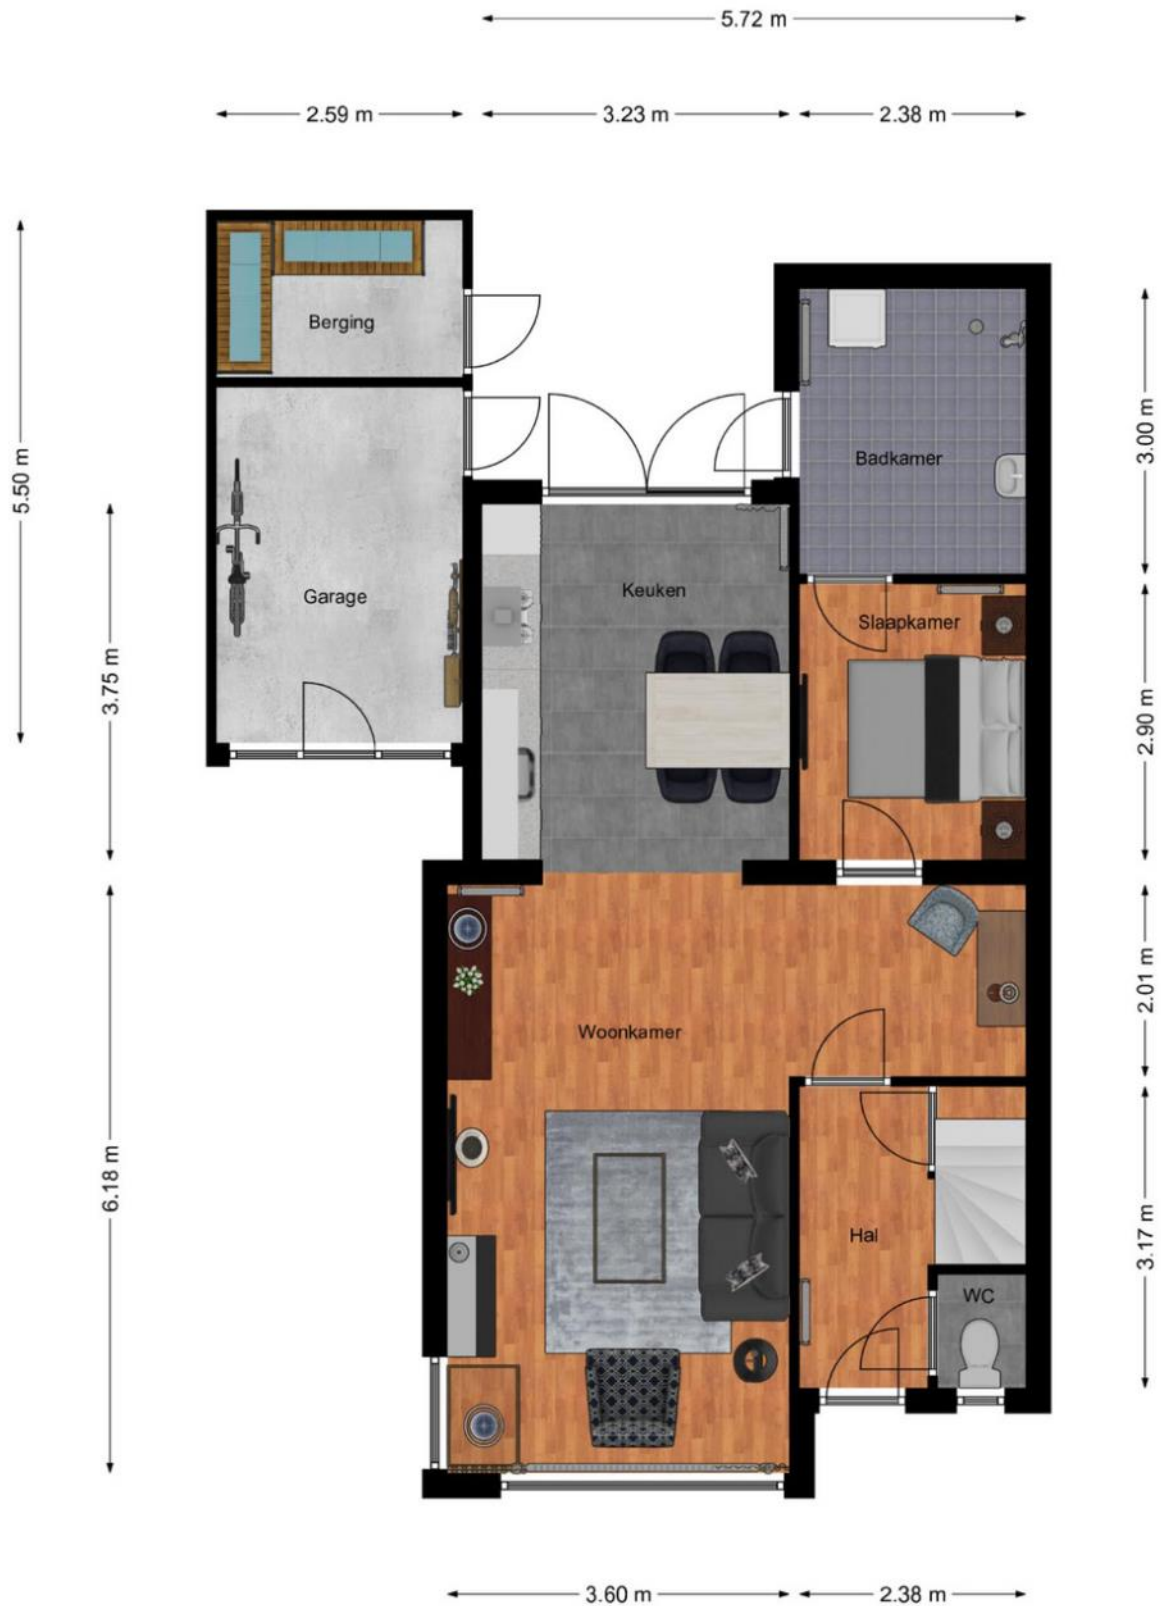 5.72 m
2.59 m
3.23 m
2.38 m
Berging
5.50 m
3.00 m
Badkamer
Garage
Keuken
Slaapkamer
3.75 m
2.90 m
Woonkamer
2.01 m
6.18 m
Hal
3.17 m
WC
3.60 m
2.38 m